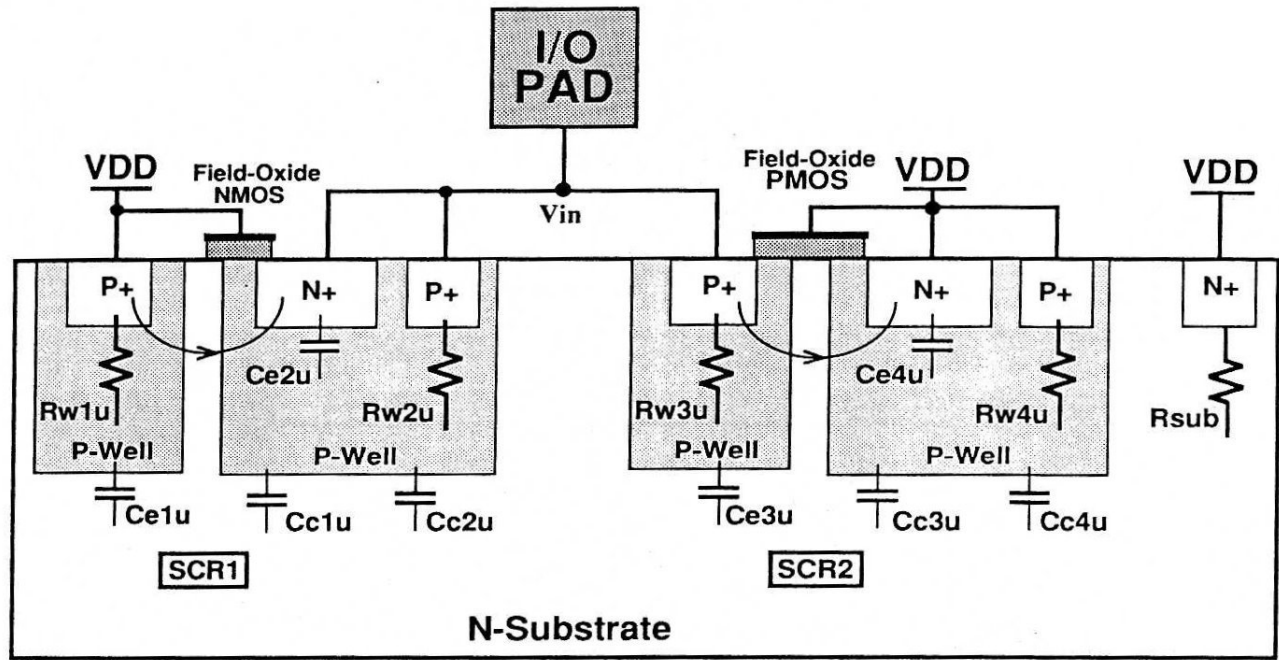 I/O
PAD
VDD
Field-Oxide
NMOS
Vin
Field-Oxide
PMOS
VDD
VDD
P+
N+
P+
P+
N+
P+
N+
Ce2u
Ce4u
Rw1u
Rw2u
Rw3u
Rw4u
Rsub
P-Well
P-Well
P-Well
P-Well
Ce1u
Cc1u
Cc2u
Ce3u
Cc3u
Cc4u
SCR1
SCR2
N-Substrate